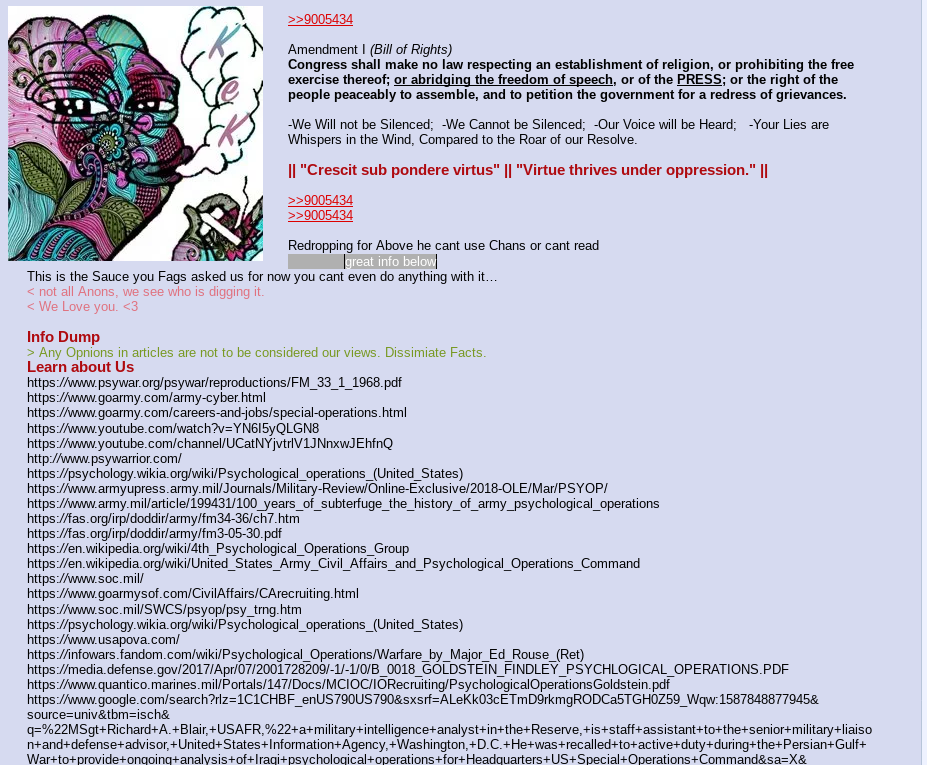 KeK
>>9005434
Amendment I (Bill of Rights)
Congress shall make no law respecting an establishment of religion, or prohibiting the free
exercise thereof; or abridging the freedom of speech, or of the PRESS; or the right of the
people peaceably to assemble, and to petition the government for a redress of grievances.
-We Will not be Silenced;  -We Cannot be Silenced;  -Our Voice will be Heard;   -Your Lies are
Whispers in the Wind, Compared to the Roar of our Resolve.
|| "Crescit sub pondere virtus" || "Virtue thrives under oppression." ||
>>9005434
>>9005434
Redropping for Above he cant use Chans or cant read
great info below
This is the Sauce you Fags asked us for now you cant even do anything with it…
< not all Anons, we see who is digging it.
< We Love you. <3
Info Dump
> Any Opnions in articles are not to be considered our views. Dissimiate Facts.
Learn about Us
https://www.psywar.org/psywar/reproductions/FM_33_1_1968.pdf
https://www.goarmy.com/army-cyber.html
https://www.goarmy.com/careers-and-jobs/special-operations.html
https://www.youtube.com/watch?v=YN6I5yQLGN8
https://www.youtube.com/channel/UCatNYjvtrlV1JNnxwJEhfnQ
http://www.psywarrior.com/
https://psychology.wikia.org/wiki/Psychological_operations_(United_States)
https://www.armyupress.army.mil/Journals/Military-Review/Online-Exclusive/2018-OLE/Mar/PSYOP/
https://www.army.mil/article/199431/100_years_of_subterfuge_the_history_of_army_psychological_operations
https://fas.org/irp/doddir/army/fm34-36/ch7.htm
https://fas.org/irp/doddir/army/fm3-05-30.pdf
https://en.wikipedia.org/wiki/4th_Psychological_Operations_Group
https://en.wikipedia.org/wiki/United_States_Army_Civil_Affairs_and_Psychological_Operations_Command
https://www.soc.mil/
https://www.goarmysof.com/CivilAffairs/CArecruiting.html
https://www.soc.mil/SWCS/psyop/psy_trng.htm
https://psychology.wikia.org/wiki/Psychological_operations_(United_States)
https://www.usapova.com/
https://infowars.fandom.com/wiki/Psychological_Operations/Warfare_by_Major_Ed_Rouse_(Ret)
https://media.defense.gov/2017/Apr/07/2001728209/-1/-1/0/B_0018_GOLDSTEIN_FINDLEY_PSYCHLOGICAL_OPERATIONS.PDF
https://www.quantico.marines.mil/Portals/147/Docs/MCIOC/IORecruiting/PsychologicalOperationsGoldstein.pdf
https://www.google.com/search?rlz=1C1CHBF_enUS790US790&sxsrf=ALeKk03cETmD9rkmgRODCa5TGH0Z59_Wqw:1587848877945&
source=univ&tbm=isch&
q=%22MSgt+Richard+A.+Blair,+USAFR,%22+a+military+intelligence+analyst+in+the+Reserve,+is+staff+assistant+to+the+senior+military+liaiso
n+and+defense+advisor,+United+States+Information+Agency,+Washington,+D.C.+He+was+recalled+to+active+duty+during+the+Persian+Gulf+
War+to+provide+ongoing+analysis+of+Iraqi+psychological+operations+for+Headquarters+US+Special+Operations+Command&sa=X&